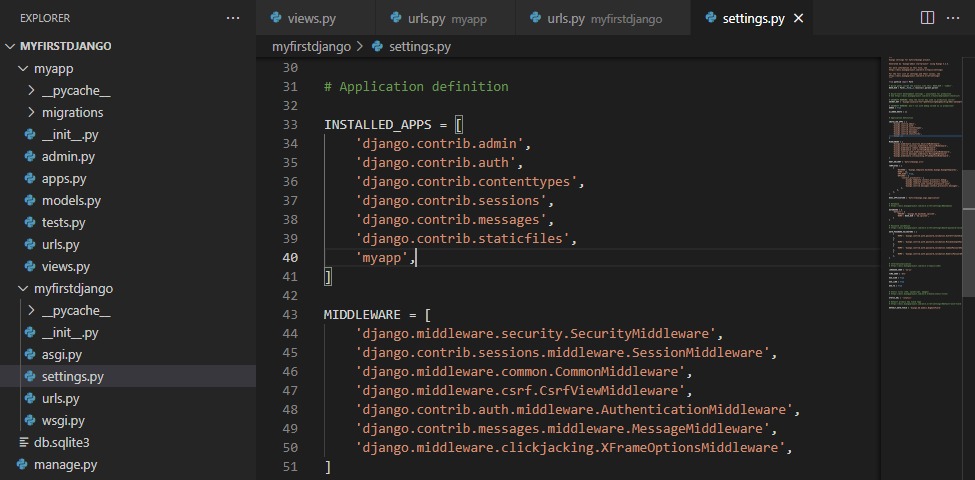 EXPLORER
MYFIRSTDJANGO
myapp
__pycache__
migrations
__init__.py
admin.py
apps.py
models.py
tests.py
urls.py
views.py
myfirstdjango
__pycache__
__init__.py
asgi.py
settings.py
urls.py
wsgi.py
db.sqlite3
manage.py
views.py
urls.py myapp
urls.py myfirstdjango
settings.py
myfirstdjango > settings.py
30
31 # Application definition
32
33 INSTALLED_APPS = [
34 'django.contrib.admin',
35 'django.contrib.auth',
36 'django.contrib.contenttypes',
37 'django.contrib.sessions',
38 'django.contrib.messages',
39 'django.contrib.staticfiles',
40 'myapp',
41 ]
42
43 MIDDLEWARE = [
44 'django.middleware.security.SecurityMiddleware',
45 'django.contrib.sessions.middleware.SessionMiddleware',
46 'django.middleware.common.CommonMiddleware',
47 'django.middleware.csrf.CsrfViewMiddleware',
48 'django.contrib.auth.middleware.AuthenticationMiddleware',
49 'django.contrib.messages.middleware.MessageMiddleware',
50 'django.middleware.clickjacking.XFrameOptionsMiddleware',
51 ]